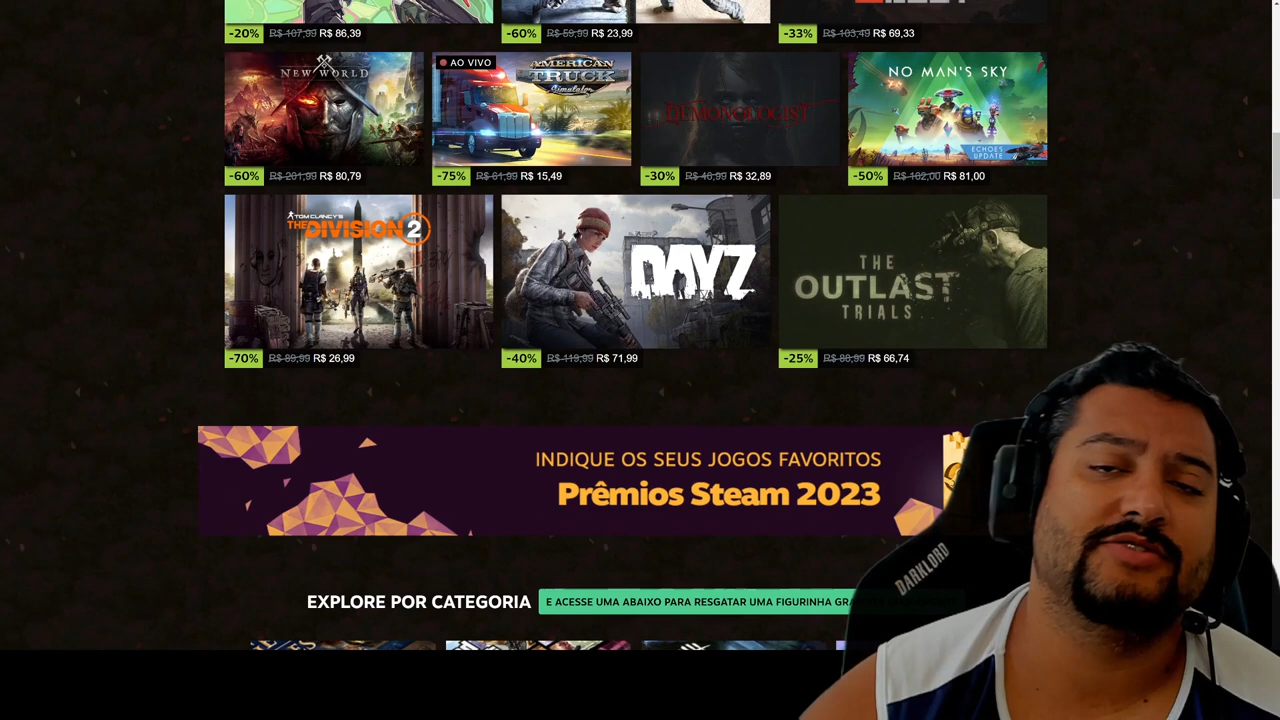 -20% R$ 107,99 R$ 86,39
-60% R$ 59,99 R$ 23,99
-33% R$ 103,49 R$ 69,33
NEW WORLD
AO VIVO
AMERICAN
TRUCK
Simulator
DEMONOLOGIST
NO MAN'S SKY
ECHOES
UPDATE
-60% R$ 201,99 R$ 80,79
-75% R$ 61,99 R$ 15,49
-30% R$ 46,99 R$ 32,89
-50% R$ 162,00 R$ 81,00
TOM CLANCY'S
THE DIVISION 2
DAYZ
THE
OUTLAST
TRIALS
-70% R$ 89,99 R$ 26,99
-40% R$ 119,99 R$ 71,99
-25% R$ 88,99 R$ 66,74
INDIQUE OS SEUS JOGOS FAVORITOS
Prêmios Steam 2023
EXPLORE POR CATEGORIA
E ACESSE UMA ABAIXO PARA RESGATAR UMA FIGURINHA
DARKLORD